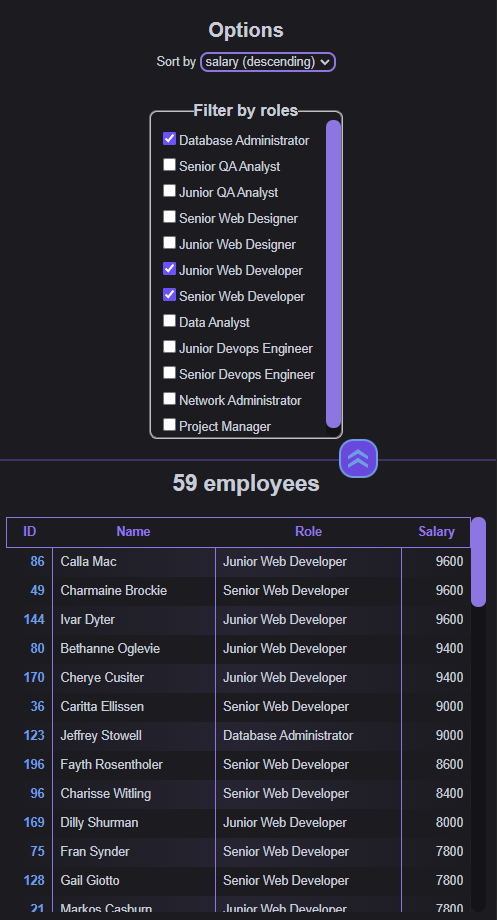 Options
Sort by salary (descending)
Filter by roles
Database Administrator
Senior QA Analyst
Junior QA Analyst
Senior Web Designer
Junior Web Designer
Junior Web Developer
Senior Web Developer
Data Analyst
Junior Devops Engineer
Senior Devops Engineer
Network Administrator
Project Manager
59 employees
ID Name Role Salary
86 Calla Mac Junior Web Developer 9600
49 Charmaine Brockie Senior Web Developer 9600
144 Ivar Dyter Junior Web Developer 9600
80 Bethanne Oglevie Junior Web Developer 9400
170 Cherye Cusiter Junior Web Developer 9400
36 Caritta Ellissen Senior Web Developer 9000
123 Jeffrey Stowell Database Administrator 9000
196 Fayth Rosentholer Senior Web Developer 8600
96 Charisse Witling Senior Web Developer 8400
169 Dilly Shurman Junior Web Developer 8000
75 Fran Synder Senior Web Developer 7800
128 Gail Giotto Senior Web Developer 7800
21 Markos Casburn Junior Web Developer 7800